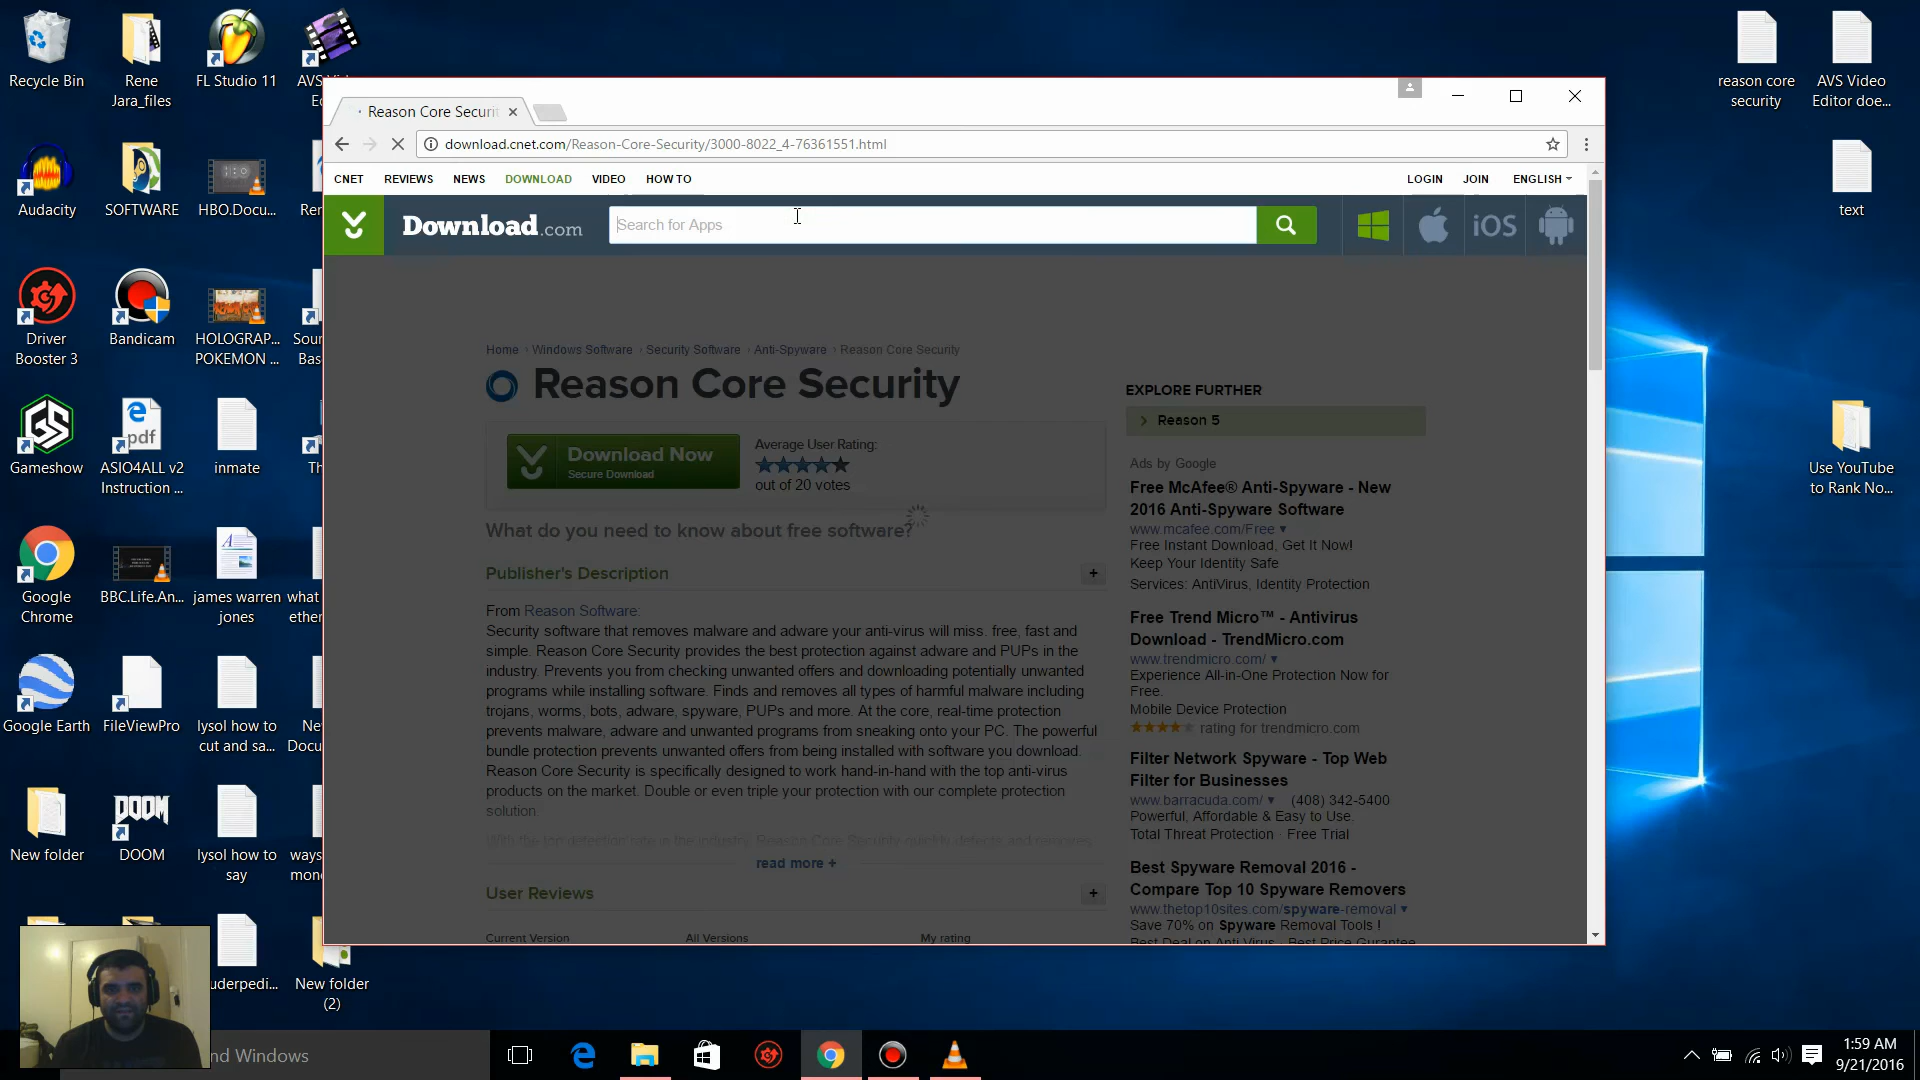 Recycle Bin
Rene
Jara_files
FL Studio 11
reason core
security
AVS Video
Editor doe...
Audacity
SOFTWARE
HBO.Docu...
text
Driver
Booster 3
Bandicam
HOLOGRAP...
POKEMON ...
Gameshow
ASIO4ALL v2
Instruction ...
inmate
Use YouTube
to Rank No...
Google
Chrome
BBC.Life.An...
james warren
jones
Google Earth
FileViewPro
lysol how to
cut and sa...
New folder
DOOM
lysol how to
say
New folder
(2)
Reason Core Securit
download.cnet.com/Reason-Core-Security/3000-8022_4-76361551.html
CNET REVIEWS NEWS DOWNLOAD VIDEO HOW TO LOGIN JOIN ENGLISH
Download.com
Search for Apps
iOS
Home › Windows Software › Security Software › Anti-Spyware › Reason Core Security
Reason Core Security
Download Now
Secure Download
Average User Rating:
out of 20 votes
What do you need to know about free software?
Publisher's Description
+
From Reason Software:
Security software that removes malware and adware your anti-virus will miss. free, fast and
simple. Reason Core Security provides the best protection against adware and PUPs in the
industry. Prevents you from checking unwanted offers and downloading potentially unwanted
programs while installing software. Finds and removes all types of harmful malware including
trojans, worms, bots, adware, spyware, PUPs and more. At the core, real-time protection
prevents malware, adware and unwanted programs from sneaking onto your PC. The powerful
bundle protection prevents unwanted offers from being installed with software you download.
Reason Core Security is specifically designed to work hand-in-hand with the top anti-virus
products on the market. Double or even triple your protection with our complete protection
solution.
read more +
User Reviews
+
Current Version All Versions My rating
EXPLORE FURTHER
Reason 5
Ads by Google
Free McAfee® Anti-Spyware - New
2016 Anti-Spyware Software
www.mcafee.com/Free
Free Instant Download, Get It Now!
Keep Your Identity Safe
Services: AntiVirus, Identity Protection
Free Trend Micro™ - Antivirus
Download - TrendMicro.com
www.trendmicro.com/
Experience All-in-One Protection Now for
Free.
Mobile Device Protection
rating for trendmicro.com
Filter Network Spyware - Top Web
Filter for Businesses
www.barracuda.com/ (408) 342-5400
Powerful, Affordable & Easy to Use.
Total Threat Protection · Free Trial
Best Spyware Removal 2016 -
Compare Top 10 Spyware Removers
www.thetop10sites.com/spyware-removal
Save 70% on Spyware Removal Tools !
Best Deal on Anti Virus - Best Price Gurantee
Windows
1:59 AM
9/21/2016